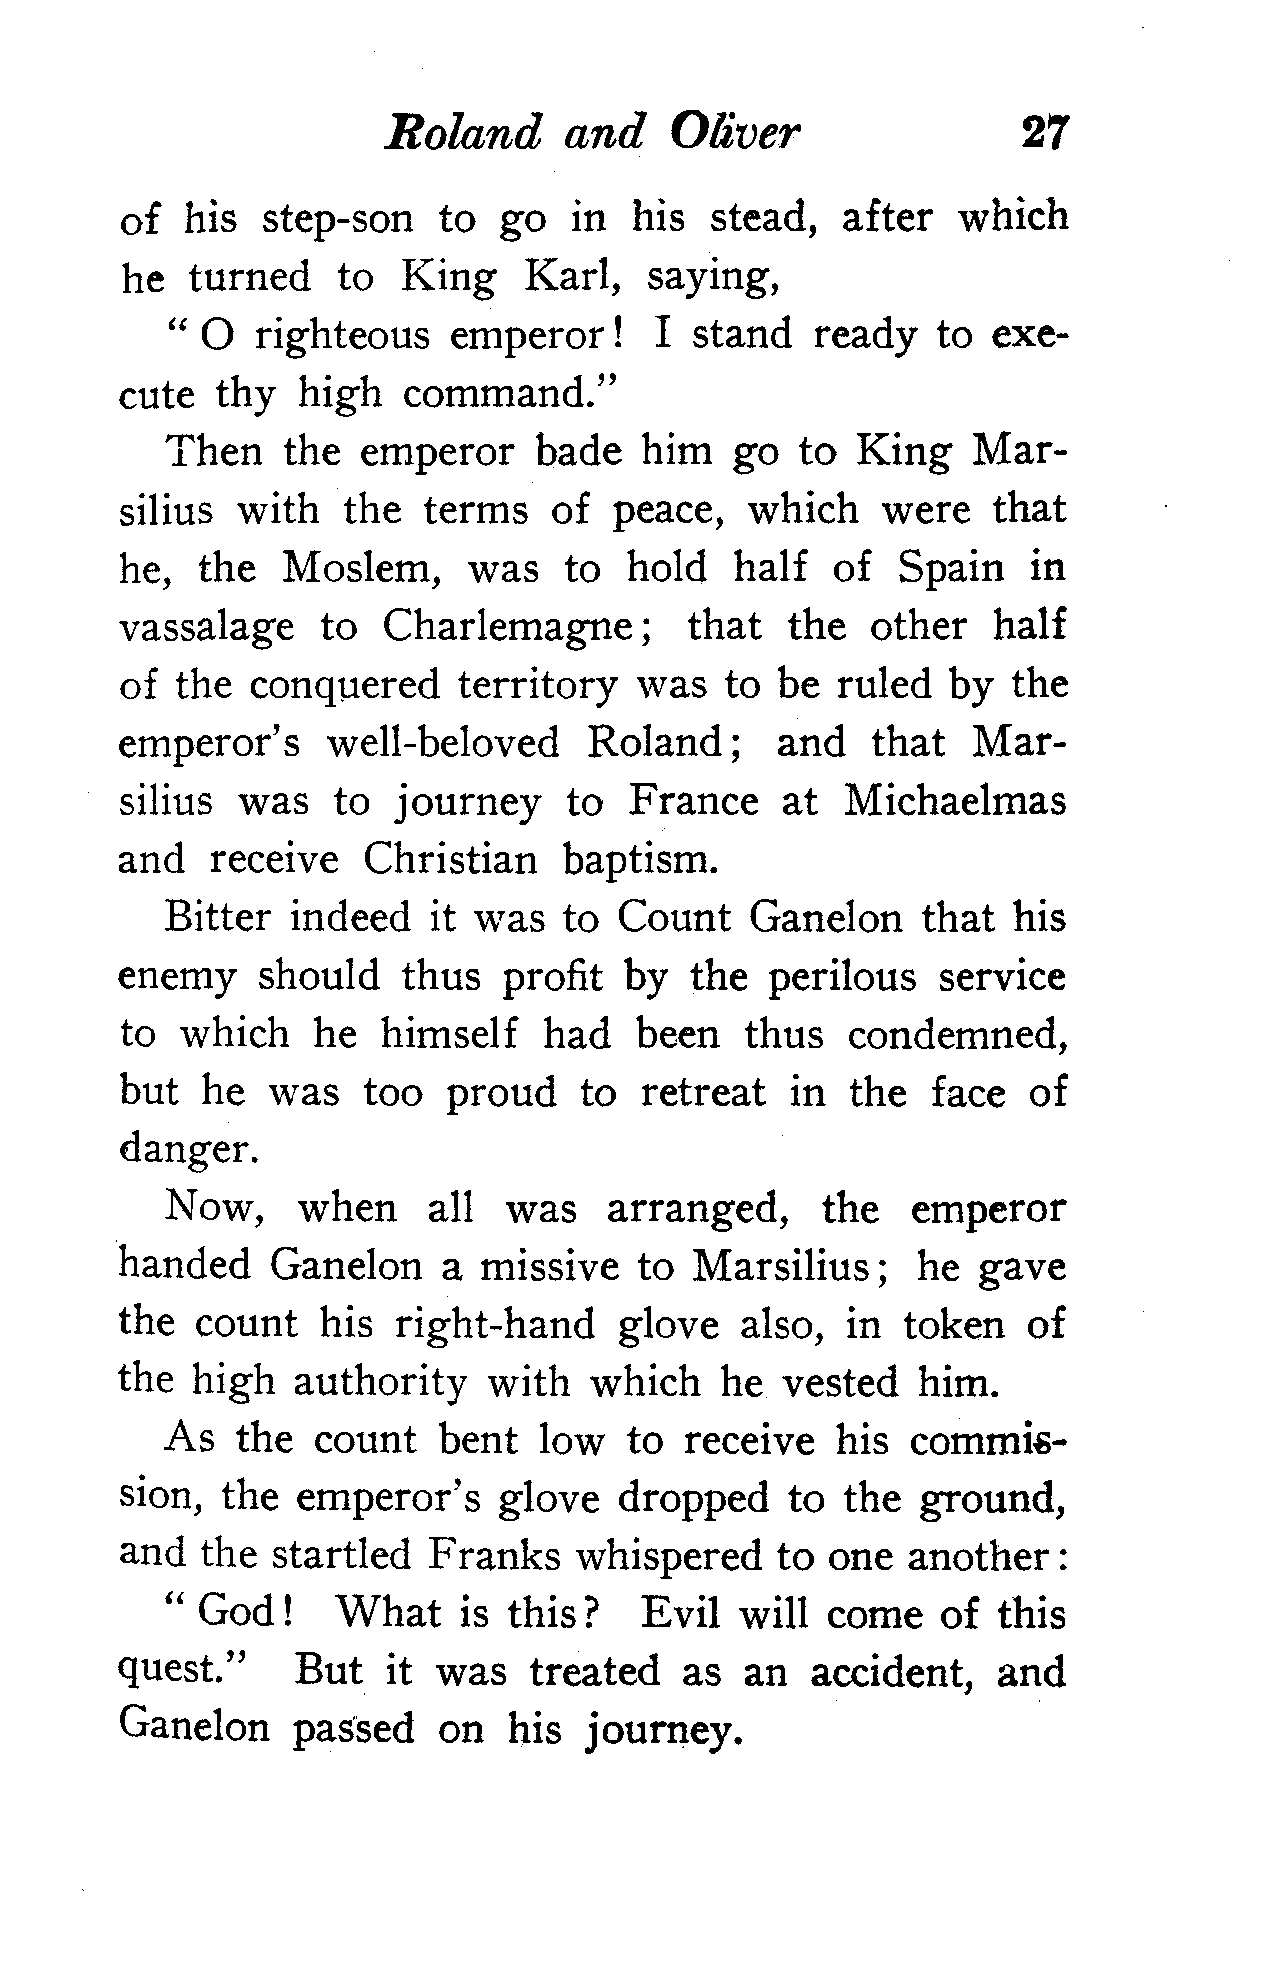 Roland and Oliver 27
of his step-son to go in his stead, after which
he turned to King Karl, saying,
" O righteous emperor! I stand ready to exe-
cute thy high command."
Then the emperor bade him go to King Mar-
silius with the terms of peace, which were that
he, the Moslem, was to hold half of Spain in
vassalage to Charlemagne; that the other half
of the conquered territory was to be ruled by the
emperor's well-beloved Roland; and that Mar-
silius was to journey to France at Michaelmas
and receive Christian baptism.
Bitter indeed it was to Count Ganelon that his
enemy should thus profit by the perilous service
to which he himself had been thus condemned,
but he was too proud to retreat in the face of
danger.
Now, when all was arranged, the emperor
handed Ganelon a missive to Marsilius; he gave
the count his right-hand glove also, in token of
the high authority with which he vested him.
As the count bent low to receive his commis-
sion, the emperor's glove dropped to the ground,
and the startled Franks whispered to one another:
" God! What is this? Evil will come of this
quest." But it was treated as an accident, and
Ganelon passed on his journey.